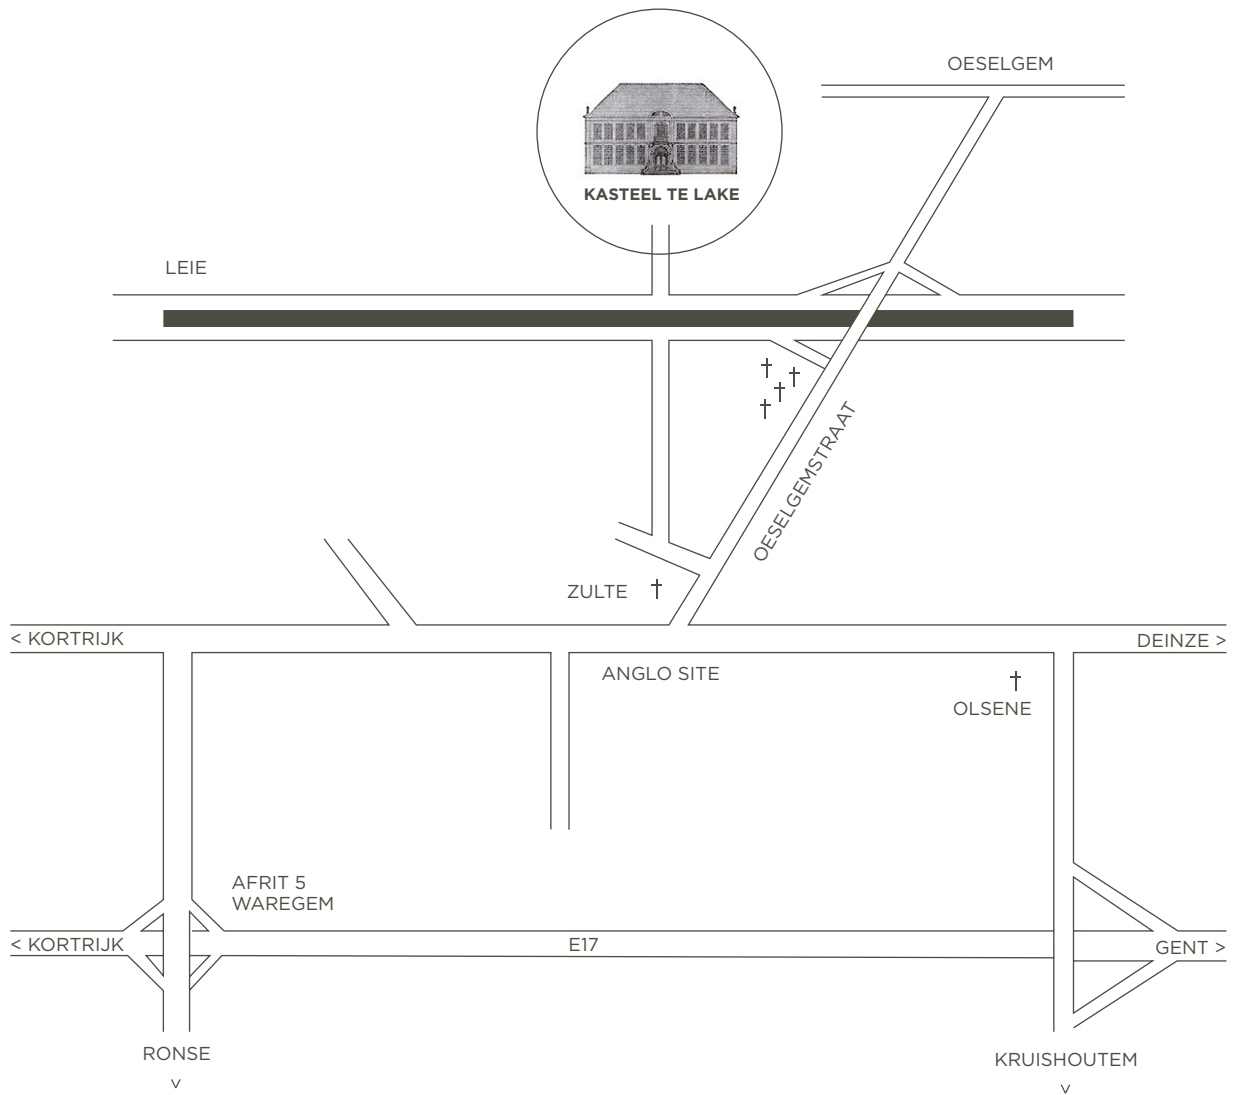 OESELGEM
KASTEEL TE LAKE
LEIE
OESELGEMSTRAAT
ZULTE
< KORTRIJK
DEINZE >
ANGLO SITE
OLSENE
AFRIT 5
WAREGEM
< KORTRIJK
E17
GENT >
RONSE
KRUISHOUTEM